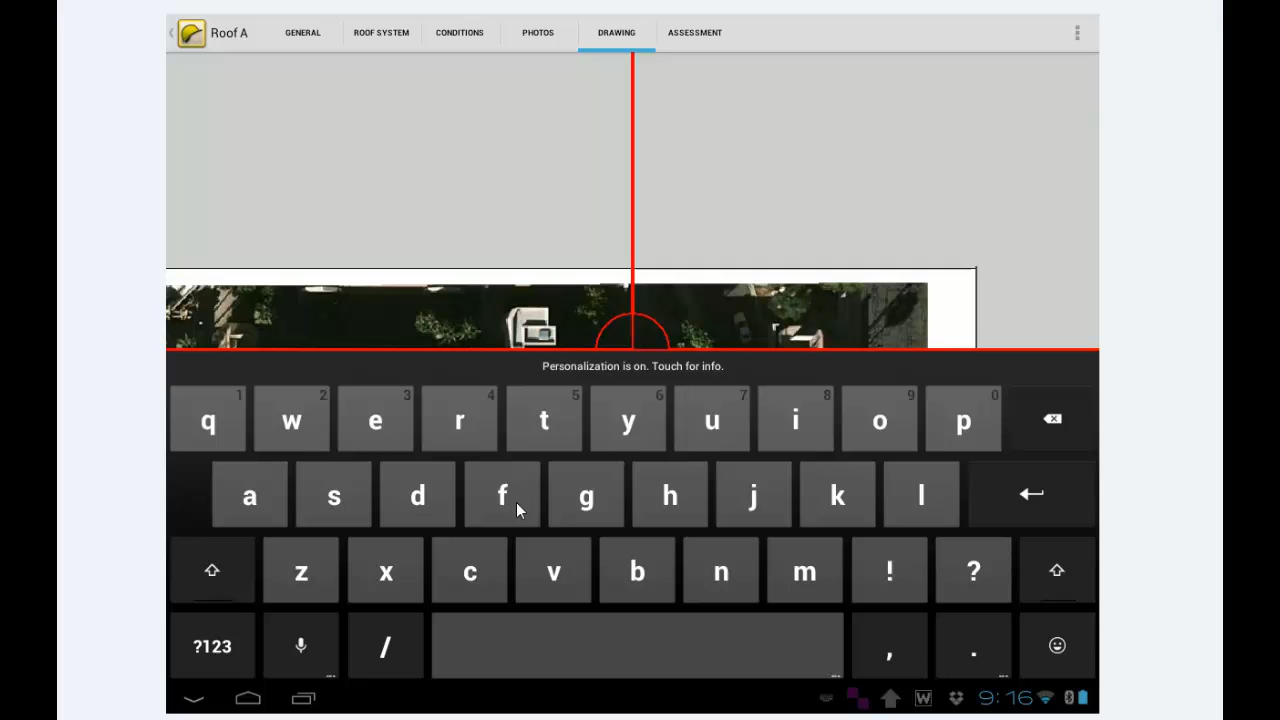 Roof A GENERAL ROOF SYSTEM CONDITIONS PHOTOS DRAWING ASSESSMENT
Personalization is on. Touch for info.
1 2 3 4 5 6 7 8 9 0
q w e r t y u i o p
a s d f g h j k l
z x c v b n m ! ?
?123 / , .
W 9:16